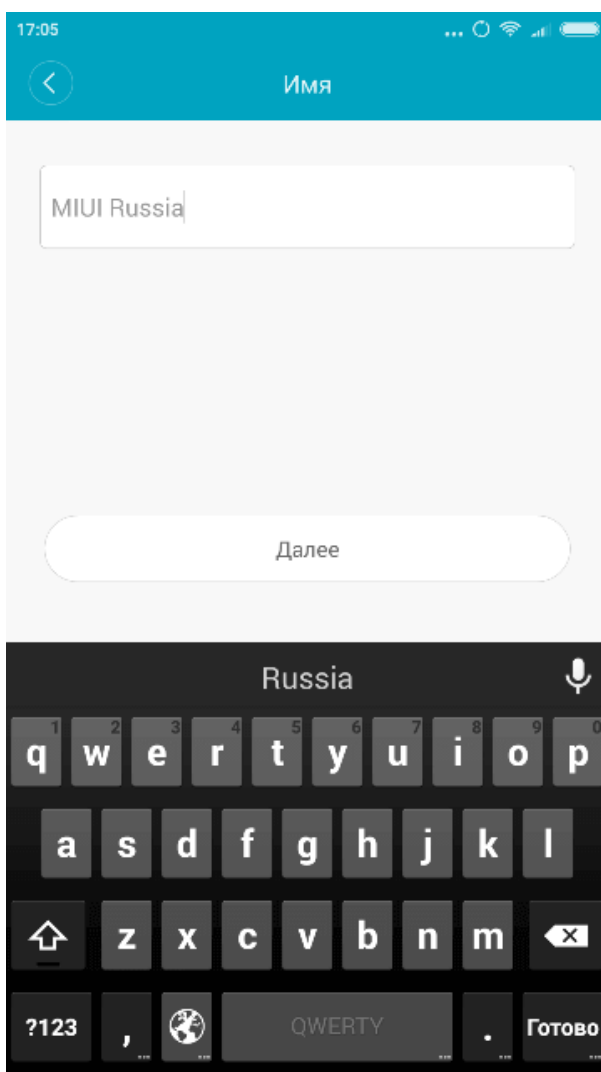 17:05
Имя
MIUI Russia
Далее
Russia
1 2 3 4 5 6 7 8 9 0
q w e r t y u i o p
a s d f g h j k l
z x c v b n m
?123 , QWERTY . Готово